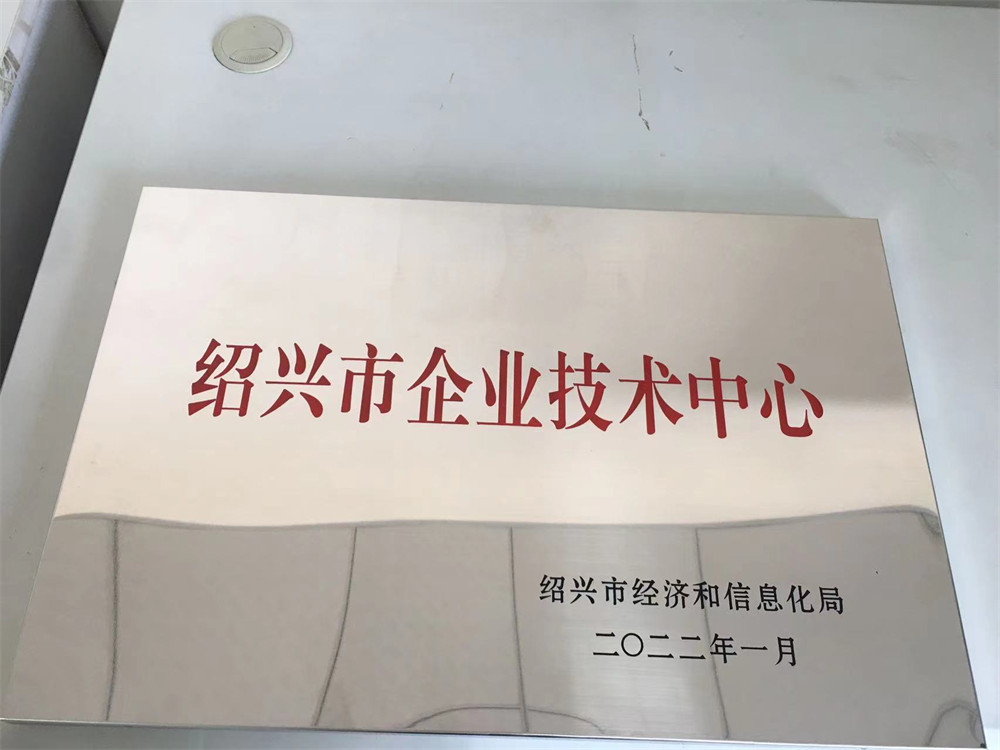 绍兴市企业技术中心
绍兴市经济和信息化局
二〇二二年一月